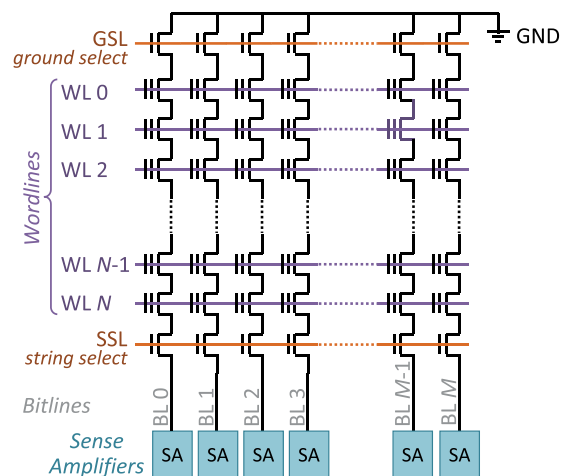 GSL
ground select
GND
WL 0
WL 1
WL 2
Wordlines
WL N-1
WL N
SSL
string select
Bitlines
BL 0
BL 1
BL 2
BL 3
BL M-1
BL M
Sense
Amplifiers
SA SA SA SA SA SA